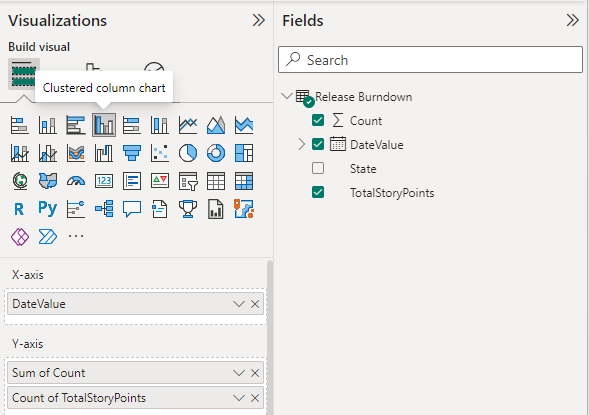 Visualizations
Build visual
Clustered column chart
123
R
Py
X-axis
DateValue
Y-axis
Sum of Count
Count of TotalStoryPoints
Fields
Search
Release Burndown
Count
DateValue
State
TotalStoryPoints